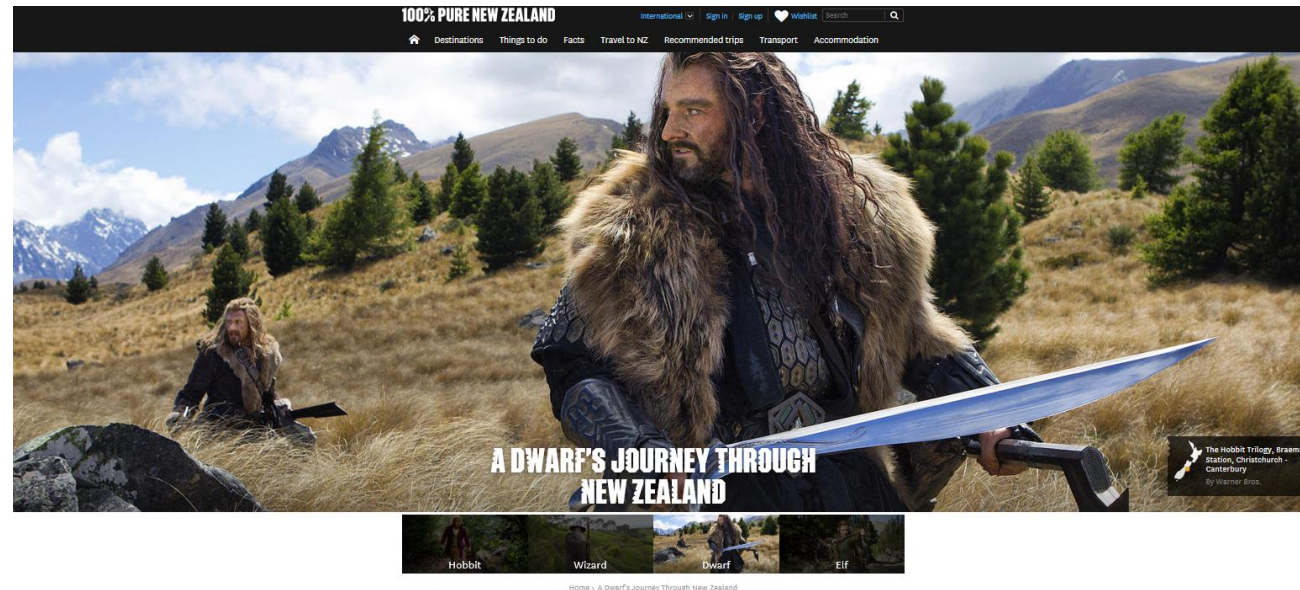 100% PURE NEW ZEALAND
International Sign in Sign up Wishlist Search
Destinations Things to do Facts Travel to NZ Recommended trips Transport Accommodation
A DWARF'S JOURNEY THROUGH
NEW ZEALAND
The Hobbit Trilogy, Braem
Station, Christchurch -
Canterbury
By Warner Bros.
Hobbit Wizard Dwarf Elf
Home › A Dwarf's Journey Through New Zealand